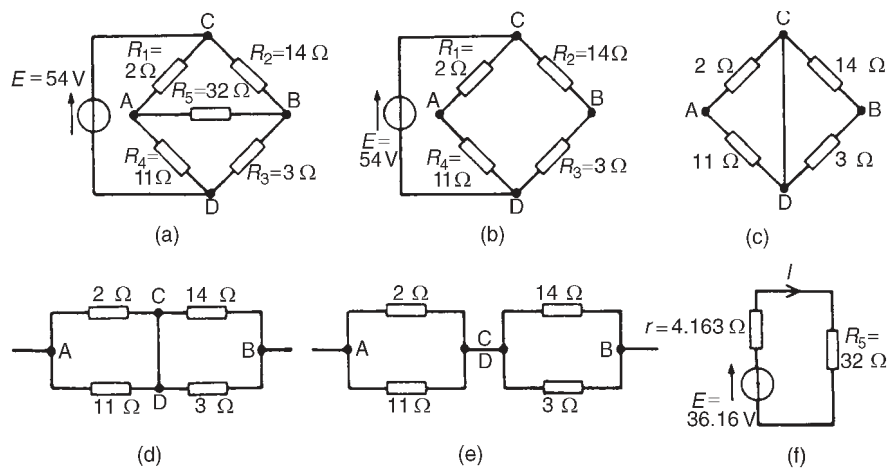 C
R1=
2 Ω
R2=14 Ω
E = 54 V
R5=32 Ω
A
B
R4=
11Ω
R3=3 Ω
D
(a)
C
R1=
2 Ω
R2=14Ω
A
B
E=
54 V
R4=
11Ω
R3=3 Ω
D
(b)
C
2 Ω
14 Ω
A
B
11 Ω
3 Ω
D
(c)
2 Ω
C
14 Ω
A
B
11 Ω
D
3 Ω
(d)
2 Ω
14 Ω
C
A
D
B
11 Ω
3 Ω
(e)
I
r=4.163 Ω
R5=
32 Ω
E=
36.16 V
(f)